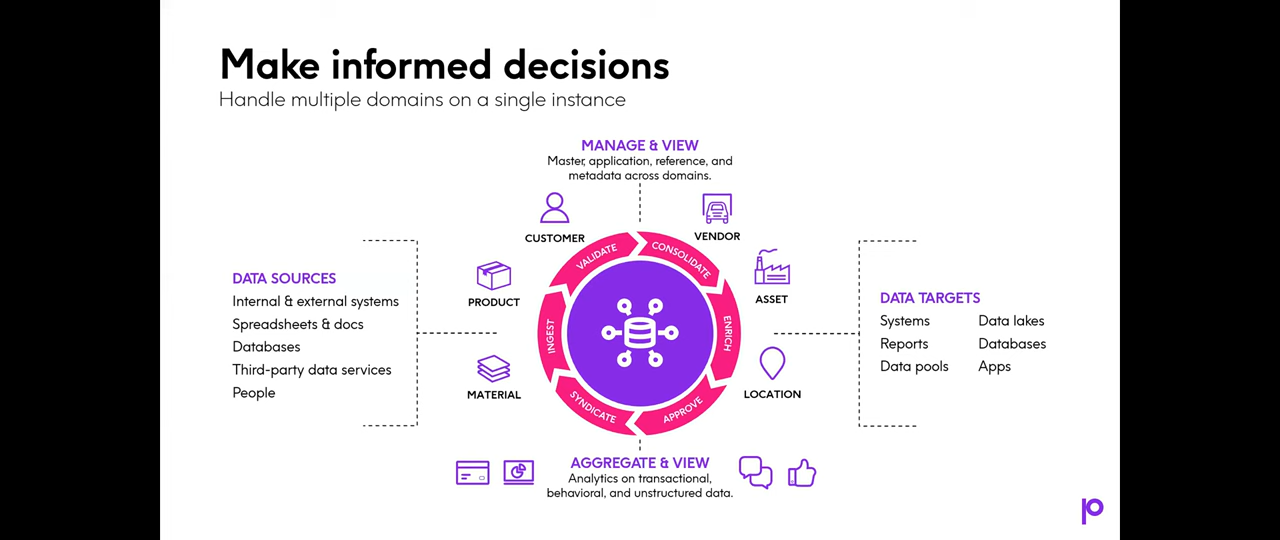 Make informed decisions
Handle multiple domains on a single instance
MANAGE & VIEW
Master, application, reference, and
metadata across domains.
CUSTOMER
VENDOR
PRODUCT
ASSET
MATERIAL
LOCATION
VALIDATE
CONSOLIDATE
ENRICH
APPROVE
SYNDICATE
INGEST
DATA SOURCES
Internal & external systems
Spreadsheets & docs
Databases
Third-party data services
People
DATA TARGETS
Systems
Data lakes
Reports
Databases
Data pools
Apps
AGGREGATE & VIEW
Analytics on transactional,
behavioral, and unstructured data.